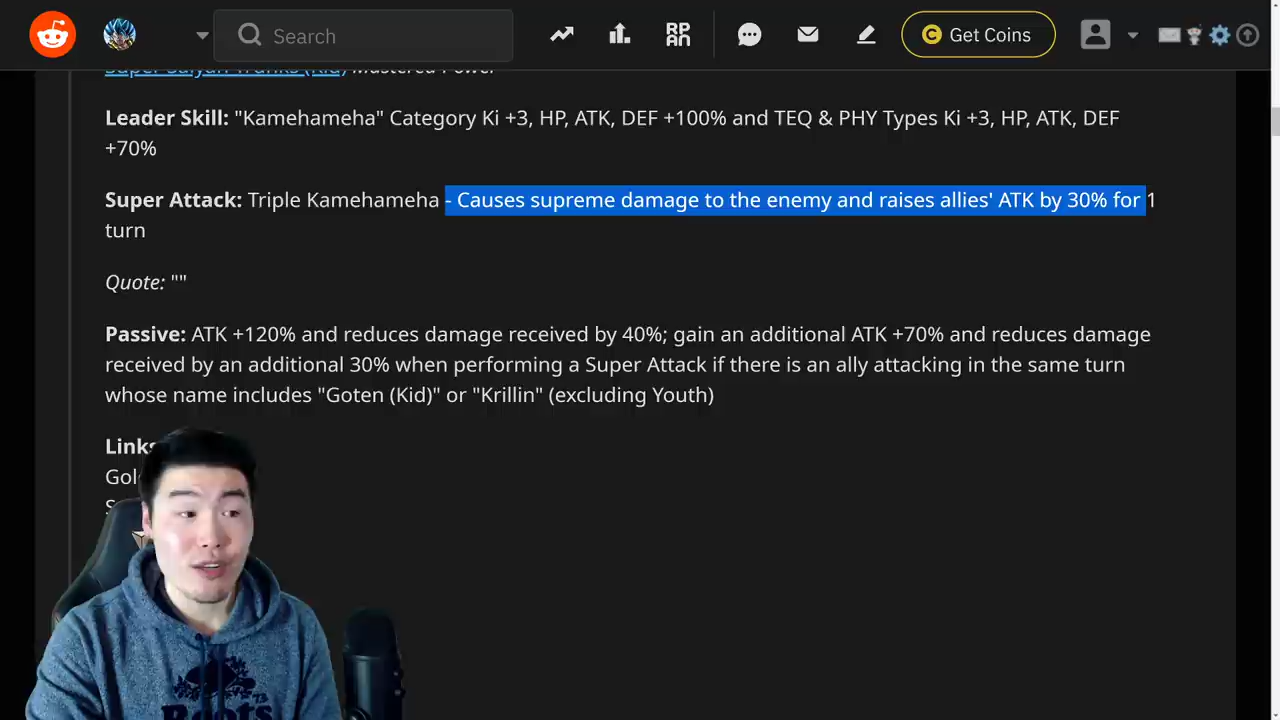 Search
RPAN
Get Coins
Super Saiyan Trunks (Kid) Mastered Power
Leader Skill: "Kamehameha" Category Ki +3, HP, ATK, DEF +100% and TEQ & PHY Types Ki +3, HP, ATK, DEF
+70%
Super Attack: Triple Kamehameha - Causes supreme damage to the enemy and raises allies' ATK by 30% for 1
turn
Quote: ""
Passive: ATK +120% and reduces damage received by 40%; gain an additional ATK +70% and reduces damage
received by an additional 30% when performing a Super Attack if there is an ally attacking in the same turn
whose name includes "Goten (Kid)" or "Krillin" (excluding Youth)
Links
Roots